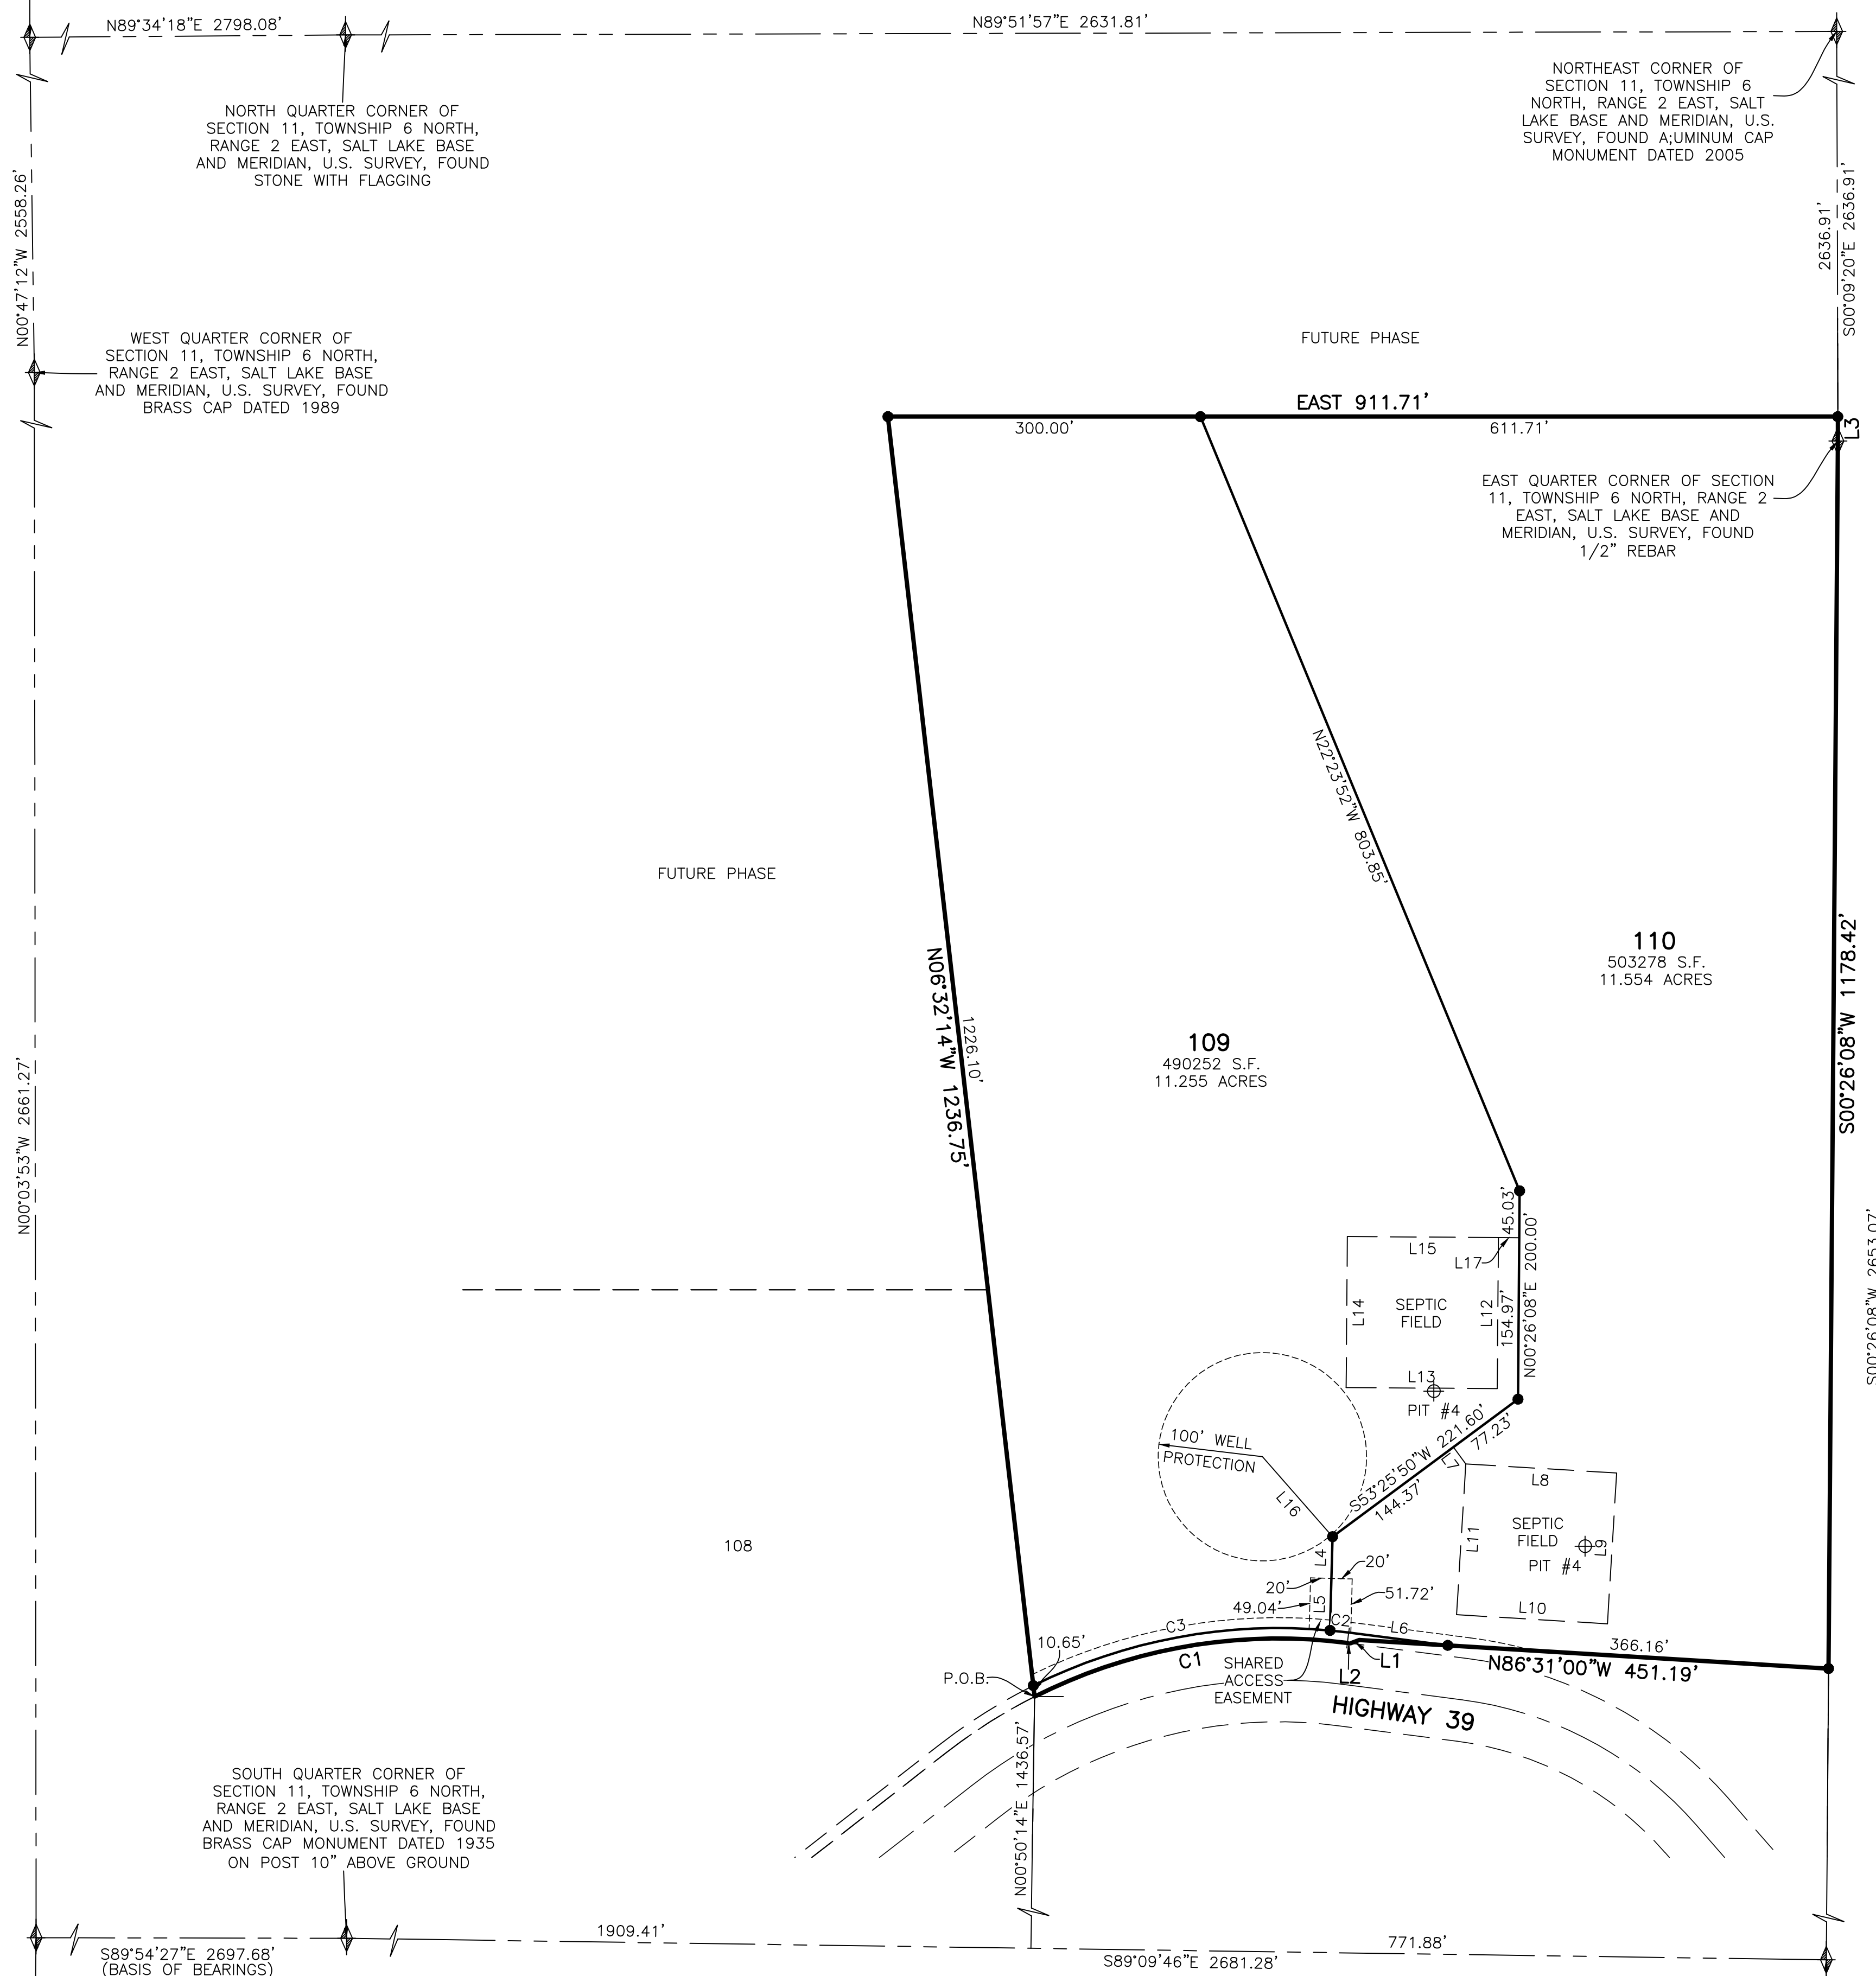 N89°34'18"E 2798.08'
N89°51'57"E 2631.81'
NORTH QUARTER CORNER OF
SECTION 11, TOWNSHIP 6 NORTH,
RANGE 2 EAST, SALT LAKE BASE
AND MERIDIAN, U.S. SURVEY, FOUND
STONE WITH FLAGGING
NORTHEAST CORNER OF
SECTION 11, TOWNSHIP 6
NORTH, RANGE 2 EAST, SALT
LAKE BASE AND MERIDIAN, U.S.
SURVEY, FOUND A;UMINUM CAP
MONUMENT DATED 2005
N00°47'12"W 2558.26'
2636.91'
S00°09'20"E 2636.91'
WEST QUARTER CORNER OF
SECTION 11, TOWNSHIP 6 NORTH,
RANGE 2 EAST, SALT LAKE BASE
AND MERIDIAN, U.S. SURVEY, FOUND
BRASS CAP DATED 1989
FUTURE PHASE
EAST 911.71'
300.00'
611.71'
L3
EAST QUARTER CORNER OF SECTION
11, TOWNSHIP 6 NORTH, RANGE 2
EAST, SALT LAKE BASE AND
MERIDIAN, U.S. SURVEY, FOUND
1/2" REBAR
N22°23'52"W 803.85'
FUTURE PHASE
110
503278 S.F.
11.554 ACRES
S00°26'08"W 1178.42'
N06°32'14"W 1236.75'
1226.10'
109
490252 S.F.
11.255 ACRES
N00°03'53"W 2661.27'
S00°26'08"W 2653.07'
45.03'
N00°26'08"E 200.00'
154.97'
L15
L17
L14
SEPTIC
FIELD
L12
L13
PIT #4
100' WELL
PROTECTION
L16
S53°25'50"W 221.60'
77.23'
144.37'
L7
L8
SEPTIC
FIELD
L11
L9
PIT #4
L10
108
L4
20'
20'
L5
51.72'
49.04'
C2
C3
L6
10.65'
366.16'
C1
L1
L2
N86°31'00"W 451.19'
P.O.B.
SHARED
ACCESS
EASEMENT
HIGHWAY 39
N00°50'14"E 1436.57'
SOUTH QUARTER CORNER OF
SECTION 11, TOWNSHIP 6 NORTH,
RANGE 2 EAST, SALT LAKE BASE
AND MERIDIAN, U.S. SURVEY, FOUND
BRASS CAP MONUMENT DATED 1935
ON POST 10" ABOVE GROUND
1909.41'
771.88'
S89°54'27"E 2697.68'
(BASIS OF BEARINGS)
S89°09'46"E 2681.28'